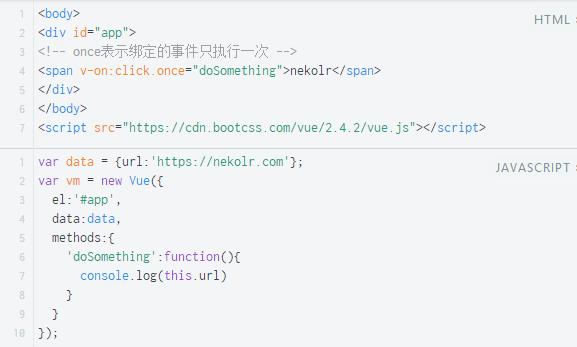 1 <body>
HTML
2 <div id="app">
3 <!-- once表示绑定的事件只执行一次 -->
4 <span v-on:click.once="doSomething">nekolr</span>
5 </div>
6 </body>
7 <script src="https://cdn.bootcss.com/vue/2.4.2/vue.js"></script>
1 var data = {url:'https://nekolr.com'};
JAVASCRIPT
2 var vm = new Vue({
3   el:'#app',
4   data:data,
5   methods:{
6     'doSomething':function(){
7       console.log(this.url)
8     }
9   }
10 });